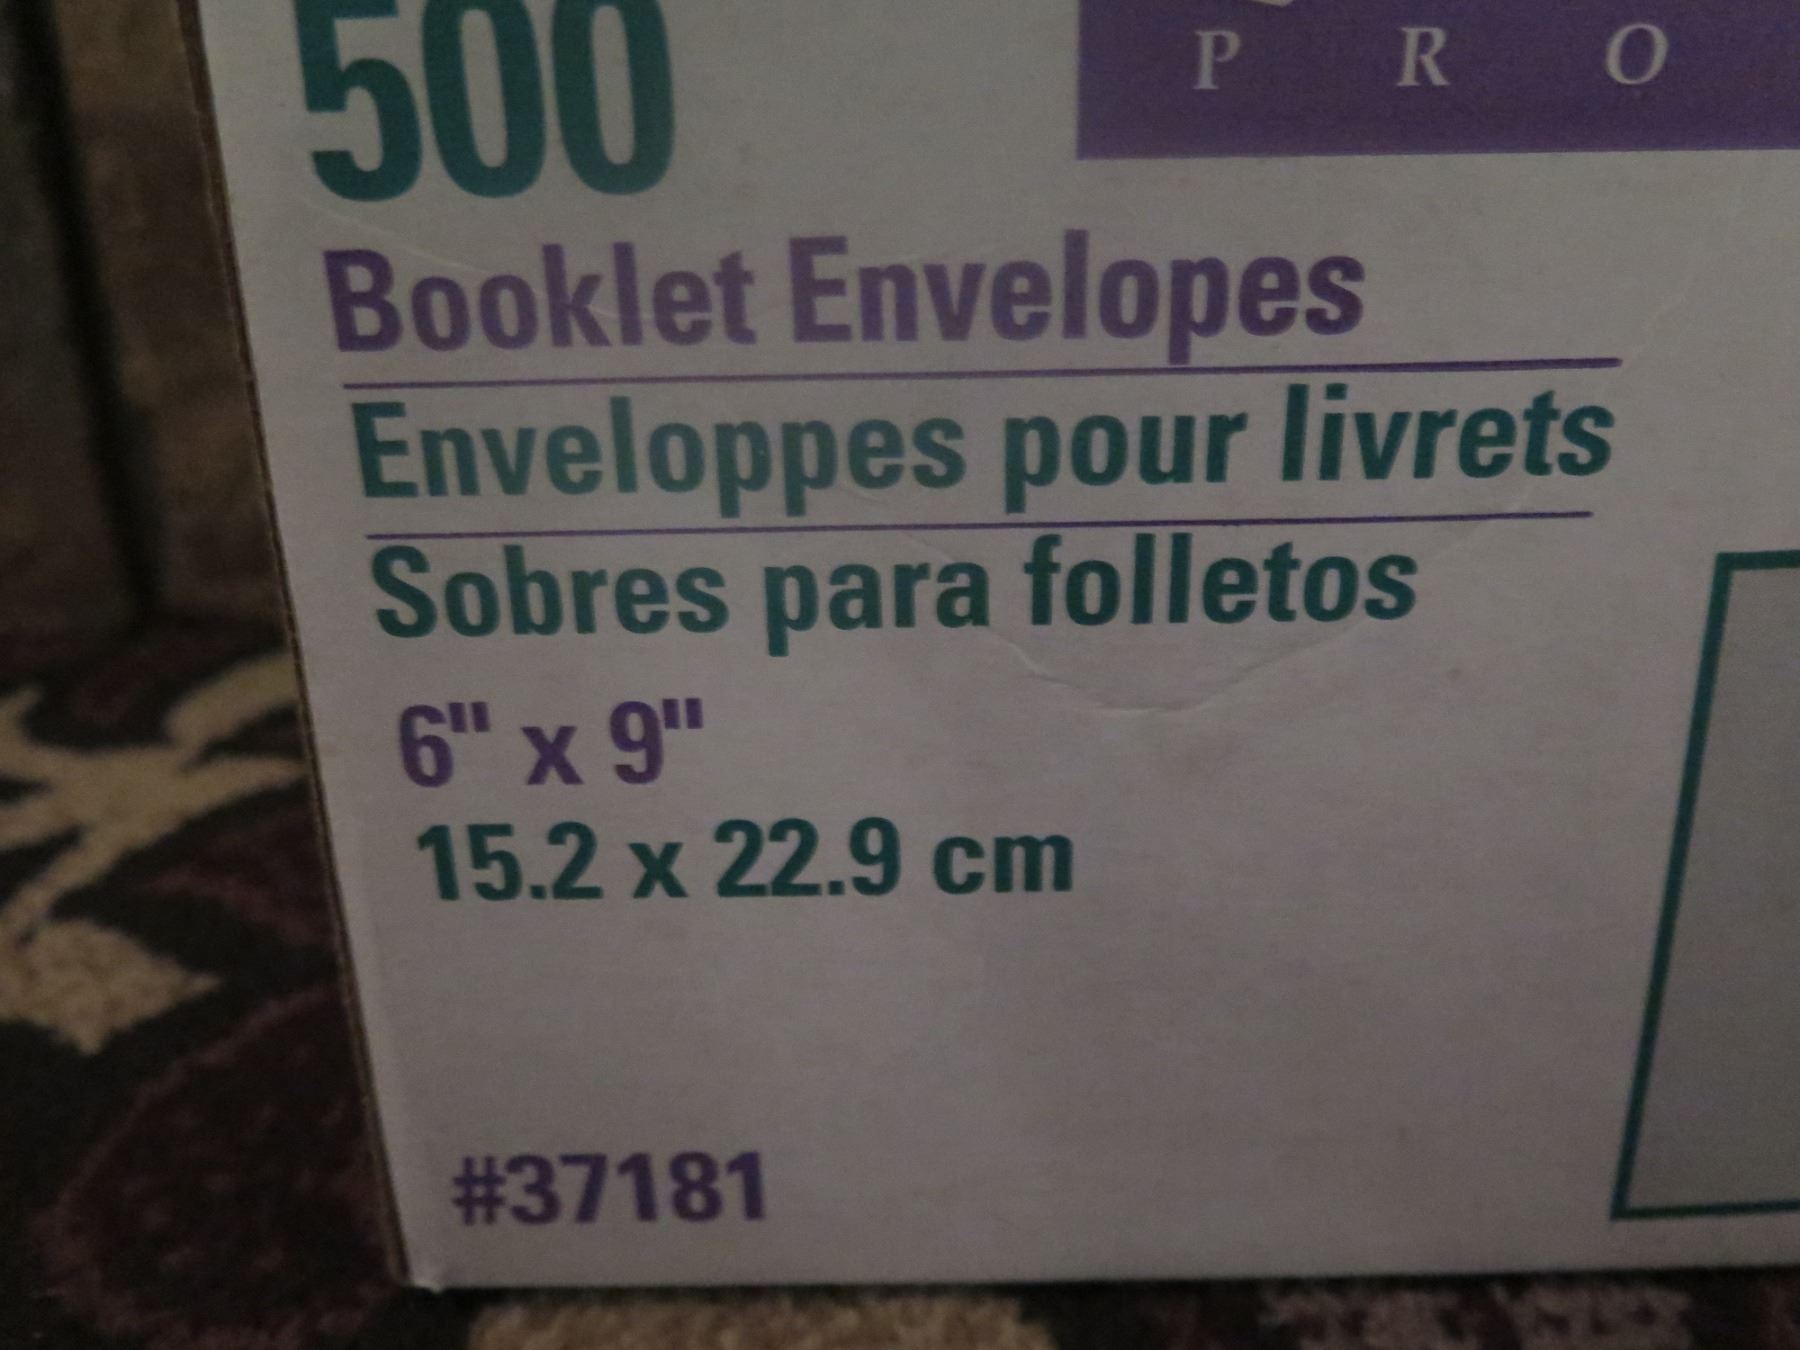 500
P R O
Booklet Envelopes
Enveloppes pour livrets
Sobres para folletos
6" x 9"
15.2 x 22.9 cm
#37181